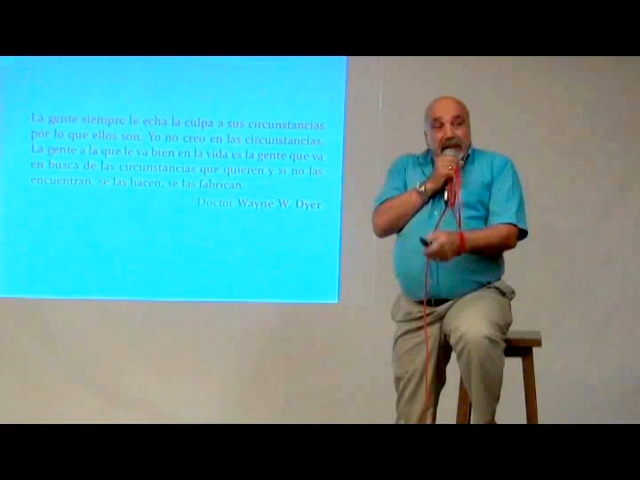 La gente siempre le echa la culpa a sus circunstancias
por lo que ellos son. Yo no creo en las circunstancias.
La gente a la que le va bien en la vida es la gente que va
en busca de las circunstancias que quieren y si no las
encuentran, se las hacen, se las fabrican
Doctor Wayne W. Dyer